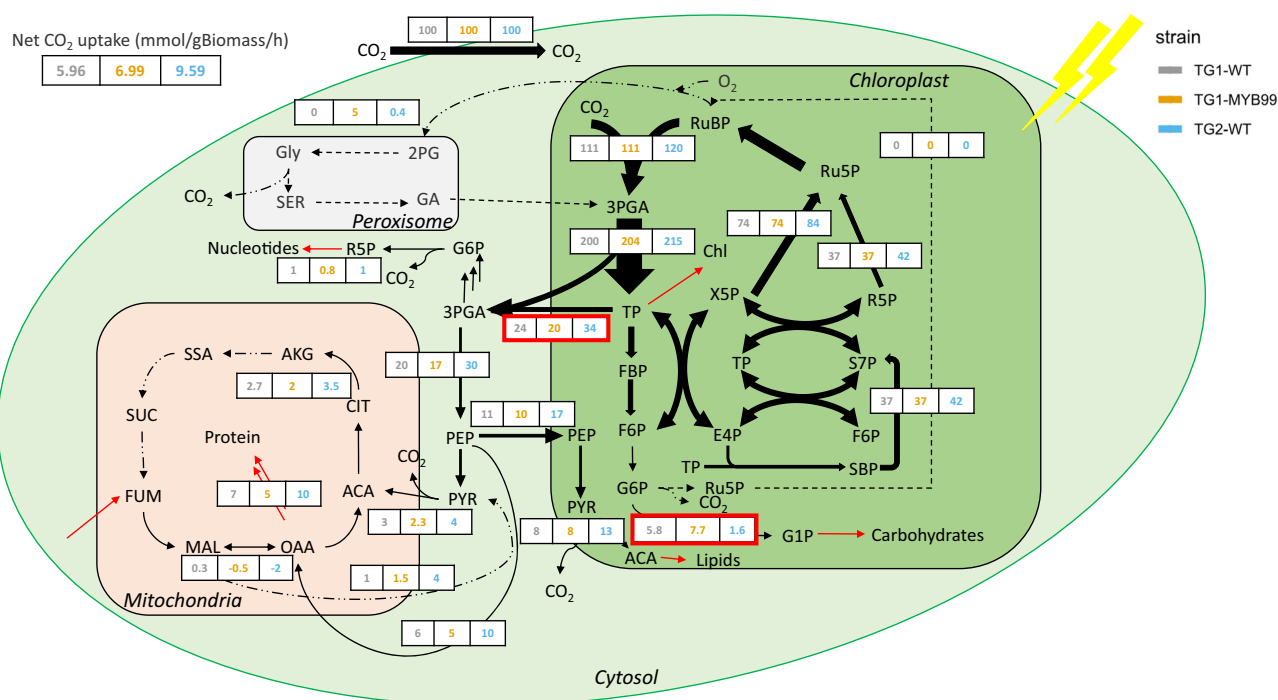 Net CO2 uptake (mmol/gBiomass/h)
5.96 6.99 9.59
100 100 100
CO2 CO2
strain
TG1-WT
TG1-MYB99
TG2-WT
Chloroplast
O2
CO2
RuBP
0 5 0.4
111 111 120
0 0 0
Gly 2PG
CO2
SER GA
Peroxisome
Ru5P
3PGA
74 74 84
200 204 215
Chl
37 37 42
Nucleotides R5P G6P
1 0.8 1
CO2
X5P R5P
3PGA
TP
24 20 34
SSA AKG
20 17 30
2.7 2 3.5
FBP
TP S7P
CIT
SUC
37 37 42
11 10 17
Protein
PEP PEP
F6P E4P F6P
CO2
TP SBP
7 5 10
FUM ACA PYR
PYR
G6P Ru5P
CO2
3 2.3 4
8 8 13
5.8 7.7 1.6
G1P Carbohydrates
MAL OAA
0.3 -0.5 -2
ACA Lipids
1 1.5 4
CO2
Mitochondria
6 5 10
Cytosol